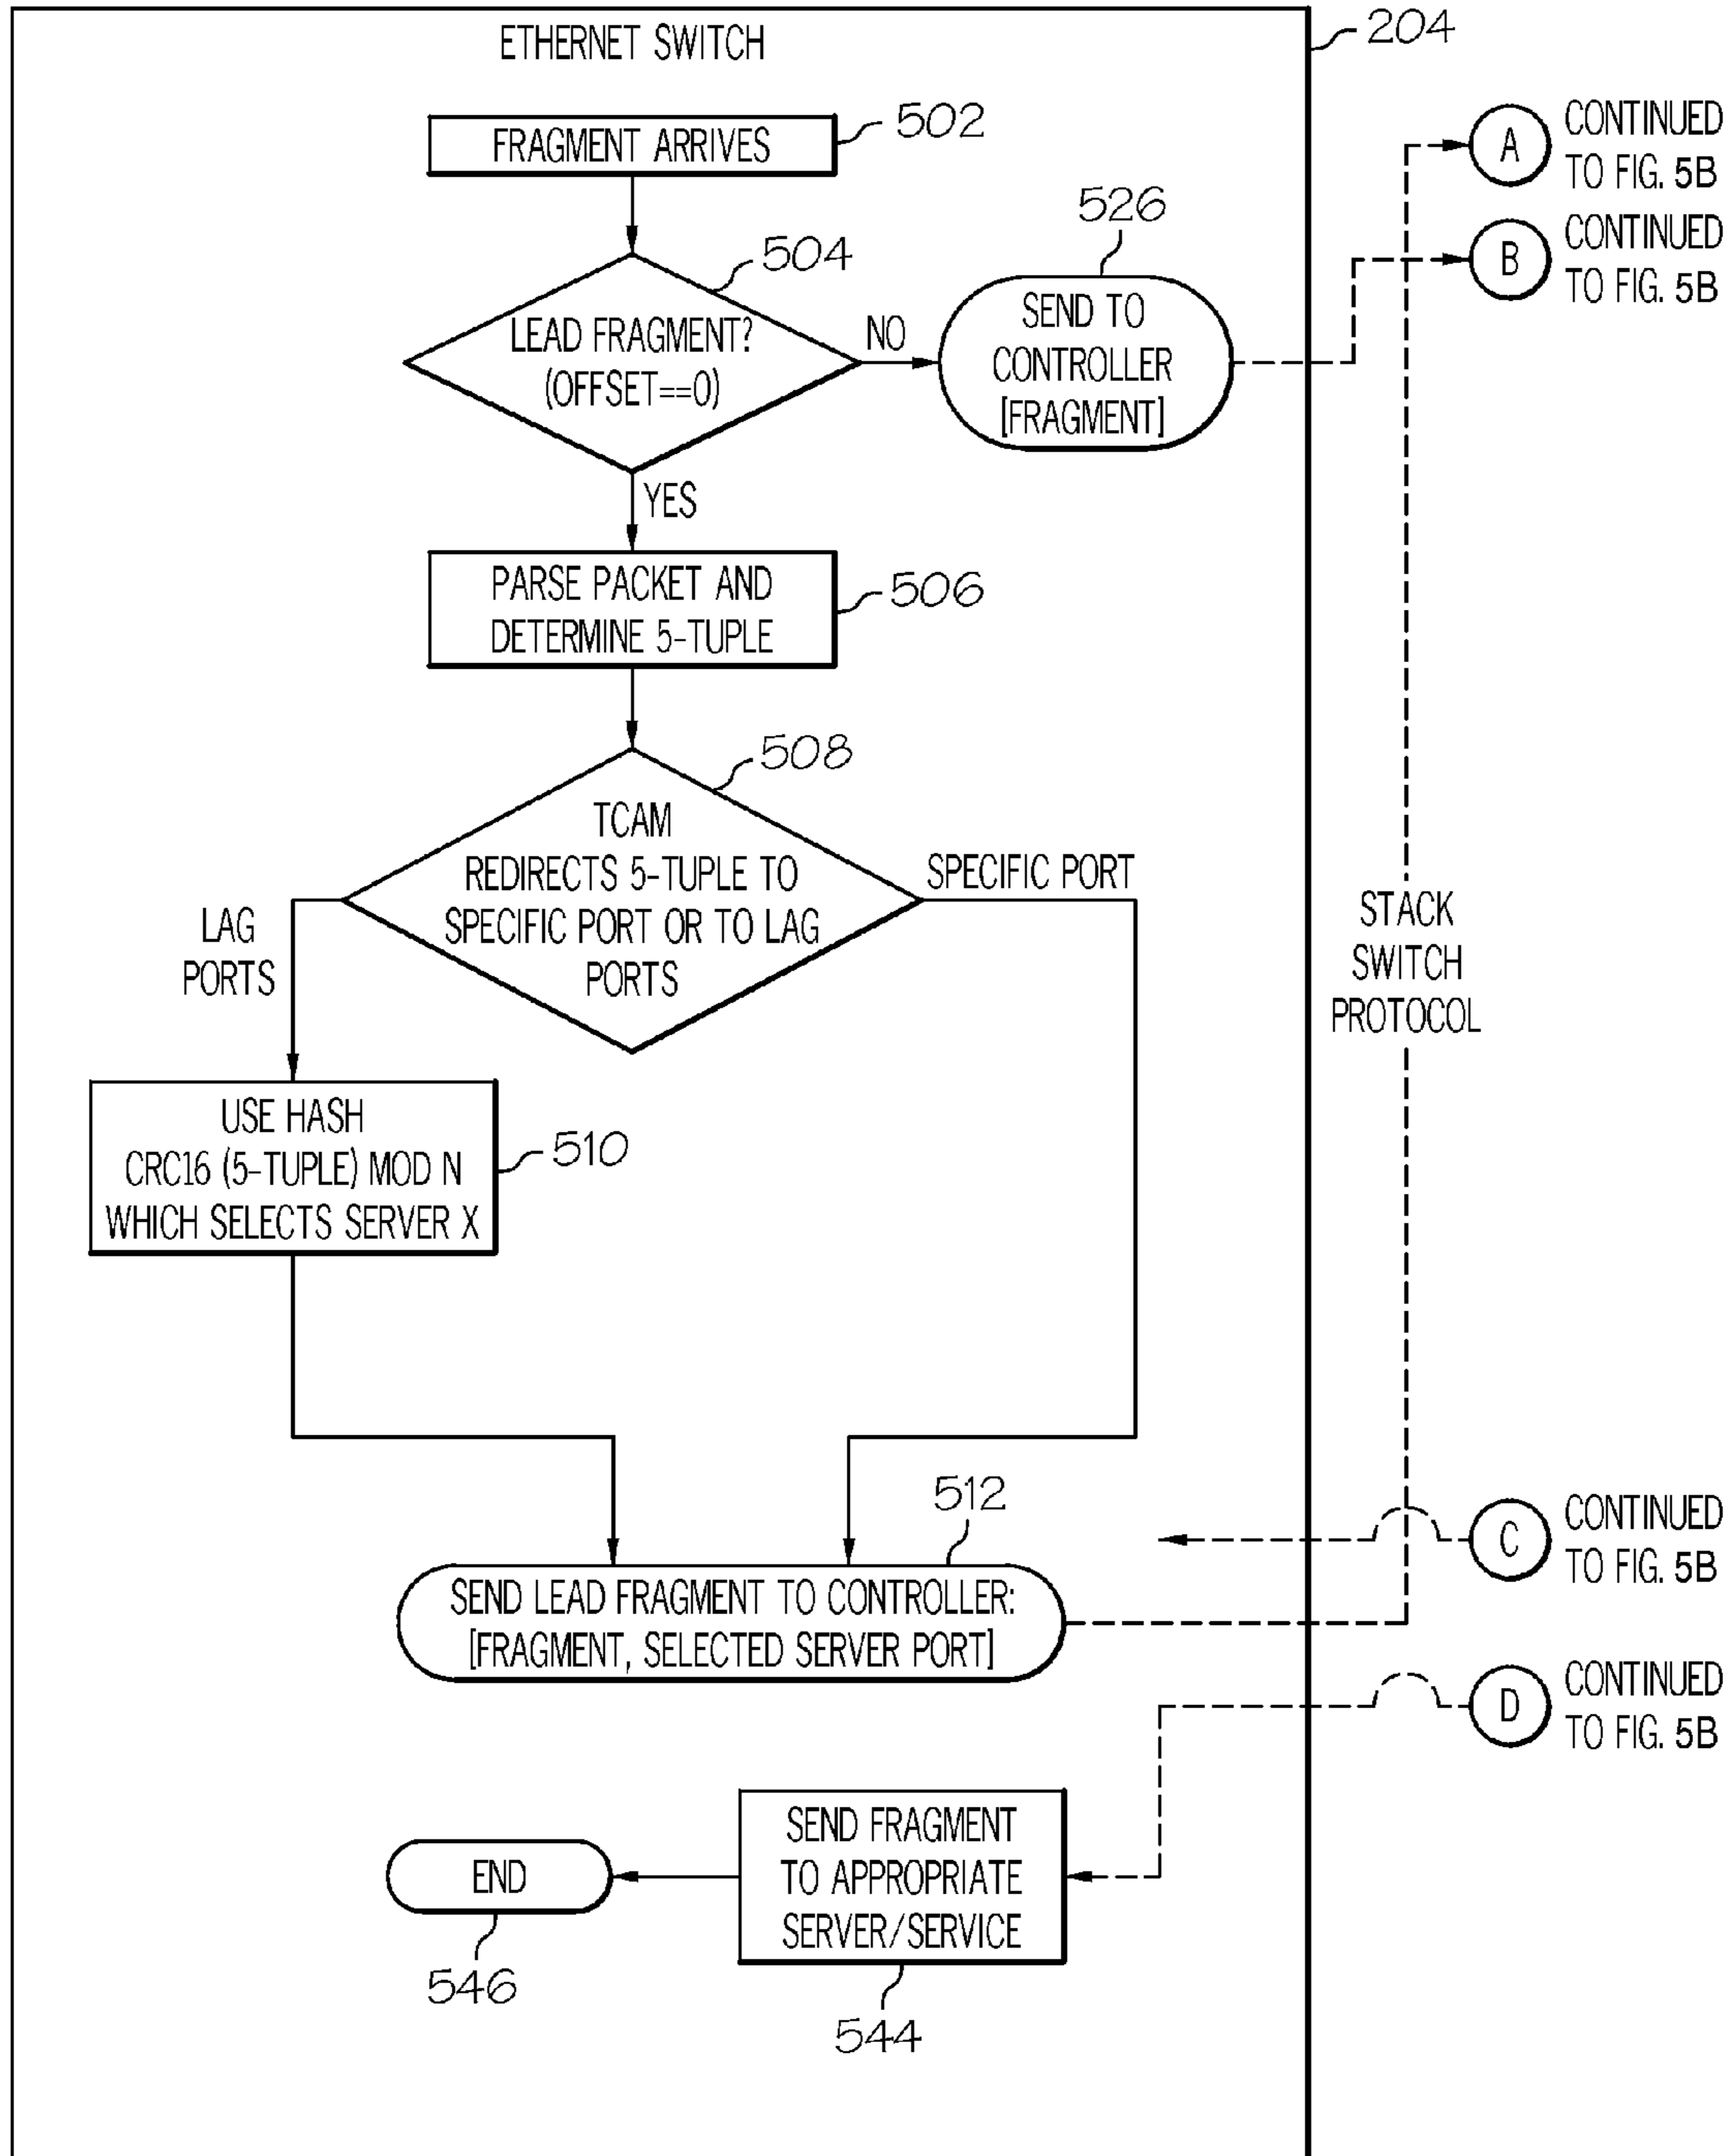 ETHERNET SWITCH
204
FRAGMENT ARRIVES
502
A
CONTINUED
TO FIG. 5B
B
CONTINUED
TO FIG. 5B
504
LEAD FRAGMENT?
(OFFSET==0)
NO
526
SEND TO
CONTROLLER
[FRAGMENT]
YES
PARSE PACKET AND
DETERMINE 5-TUPLE
506
508
TCAM
REDIRECTS 5-TUPLE TO
SPECIFIC PORT OR TO LAG
PORTS
SPECIFIC PORT
LAG
PORTS
STACK
SWITCH
PROTOCOL
USE HASH
CRC16 (5-TUPLE) MOD N
WHICH SELECTS SERVER X
510
512
SEND LEAD FRAGMENT TO CONTROLLER:
[FRAGMENT, SELECTED SERVER PORT]
C
CONTINUED
TO FIG. 5B
D
CONTINUED
TO FIG. 5B
SEND FRAGMENT
TO APPROPRIATE
SERVER/SERVICE
544
END
546